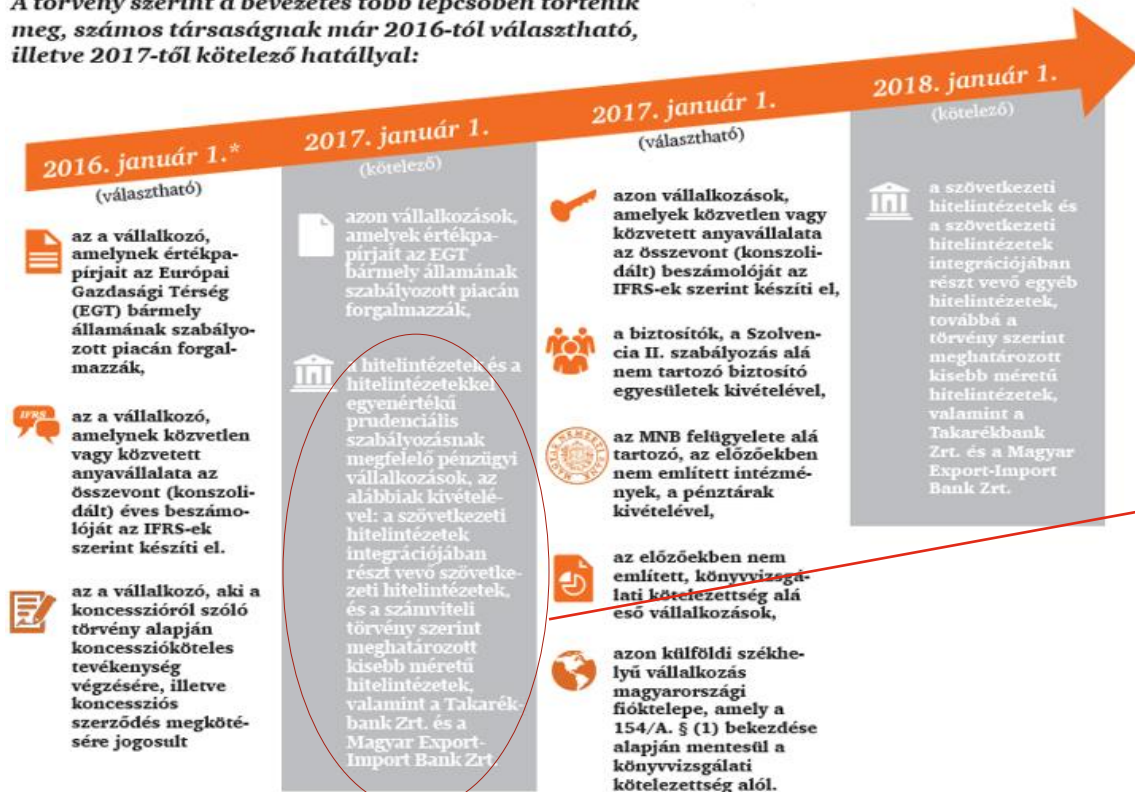 A törvény szerint a bevezetés több lépcsőben történik
meg, számos társaságnak már 2016-tól választható,
illetve 2017-től kötelező hatállyal:
2016. január 1.*
(választható)
az a vállalkozó,
amelynek értékpa-
pírjait az Európai
Gazdasági Térség
(EGT) bármely
államának szabályo-
zott piacán forgal-
mazzák,
IFRS
az a vállalkozó,
amelynek közvetlen
vagy közvetett
anyavállalata az
összevont (konszoli-
dált) éves beszámo-
lóját az IFRS-ek
szerint készíti el.
az a vállalkozó, aki a
koncesszióról szóló
törvény alapján
koncesszióköteles
tevékenység
végzésére, illetve
koncessziós
szerződés megköté-
sére jogosult
2017. január 1.
(kötelező)
azon vállalkozások,
amelyek értékpa-
pírjait az EGT
bármely államának
szabályozott piacán
forgalmazzák,
a hitelintézetek és a
hitelintézetekkel
egyenértékű
prudenciális
szabályozásnak
megfelelő pénzügyi
vállalkozások, az
alábbiak kivételé-
vel: a szövetkezeti
hitelintézetek
integrációjában
részt vevő szövetke-
zeti hitelintézetek,
és a számviteli
törvény szerint
meghatározott
kisebb méretű
hitelintézetek,
valamint a Takarék-
bank Zrt. és a
Magyar Export-
Import Bank Zrt.
2017. január 1.
(választható)
azon vállalkozások,
amelyek közvetlen vagy
közvetett anyavállalata
az összevont (konszoli-
dált) beszámolóját az
IFRS-ek szerint készíti el,
a biztosítók, a Szolven-
cia II. szabályozás alá
nem tartozó biztosító
egyesületek kivételével,
MAGYAR NEMZETI BANK
az MNB felügyelete alá
tartozó, az előzőekben
nem említett intézmé-
nyek, a pénztárak
kivételével,
az előzőekben nem
említett, könyvvizsgá-
lati kötelezettség alá
eső vállalkozások,
azon külföldi székhe-
lyű vállalkozás
magyarországi
fióktelepe, amely a
154/A. § (1) bekezdése
alapján mentesül a
könyvvizsgálati
kötelezettség alól.
2018. január 1.
(kötelező)
a szövetkezeti
hitelintézetek és
a szövetkezeti
hitelintézetek
integrációjában
részt vevő egyéb
hitelintézetek,
továbbá a
törvény szerint
meghatározott
kisebb méretű
hitelintézetek,
valamint a
Takarékbank
Zrt. és a Magyar
Export-Import
Bank Zrt.